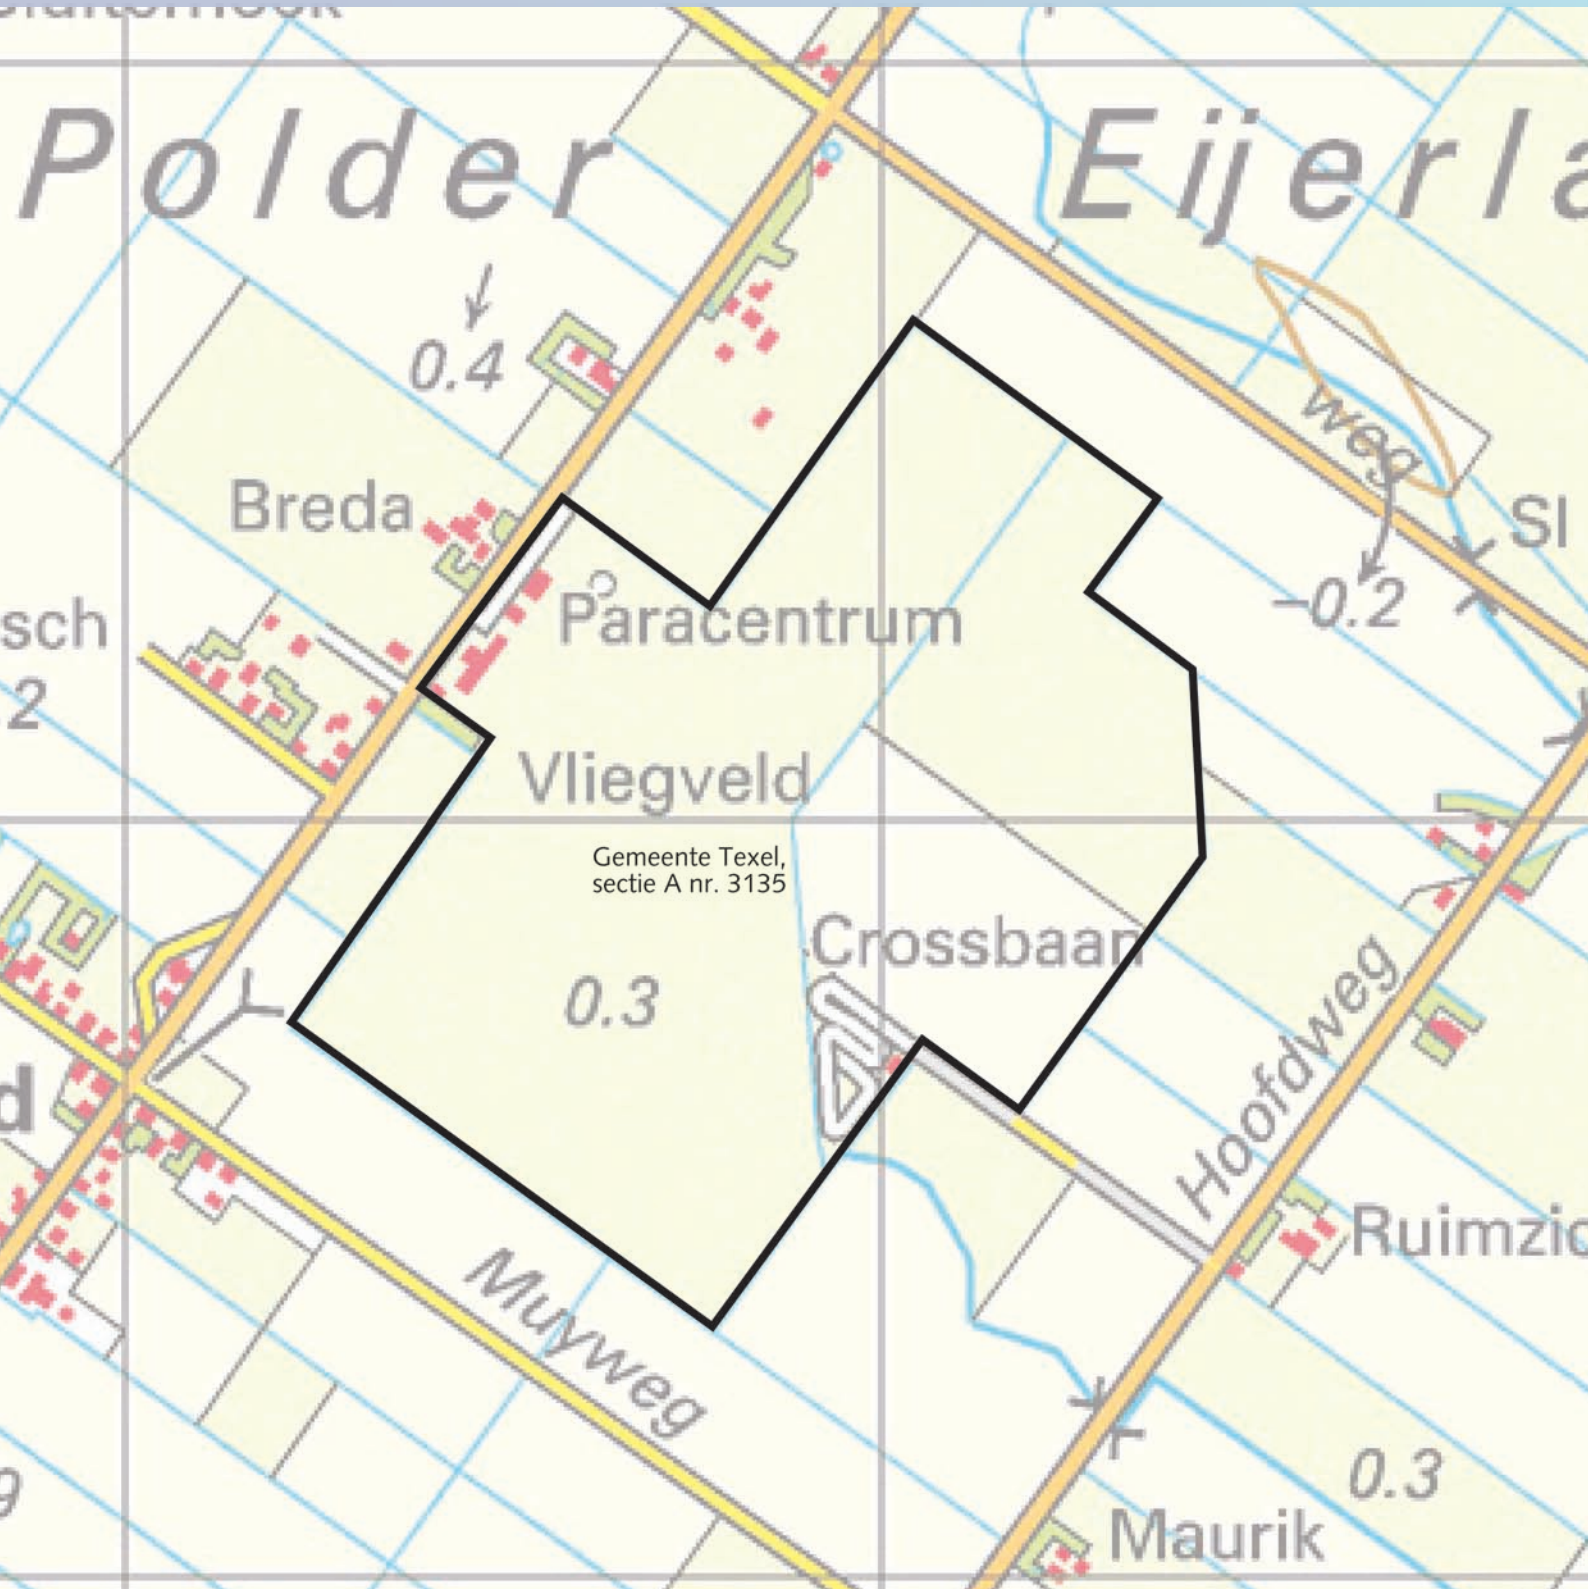 Polder
Eijerla
0.4
weg
Breda
Sl
sch
Paracentrum
-0.2
2
Vliegveld
Gemeente Texel,
sectie A nr. 3135
Crossbaan
0.3
Hoofdweg
d
Ruimzic
Muyweg
0.3
9
Maurik